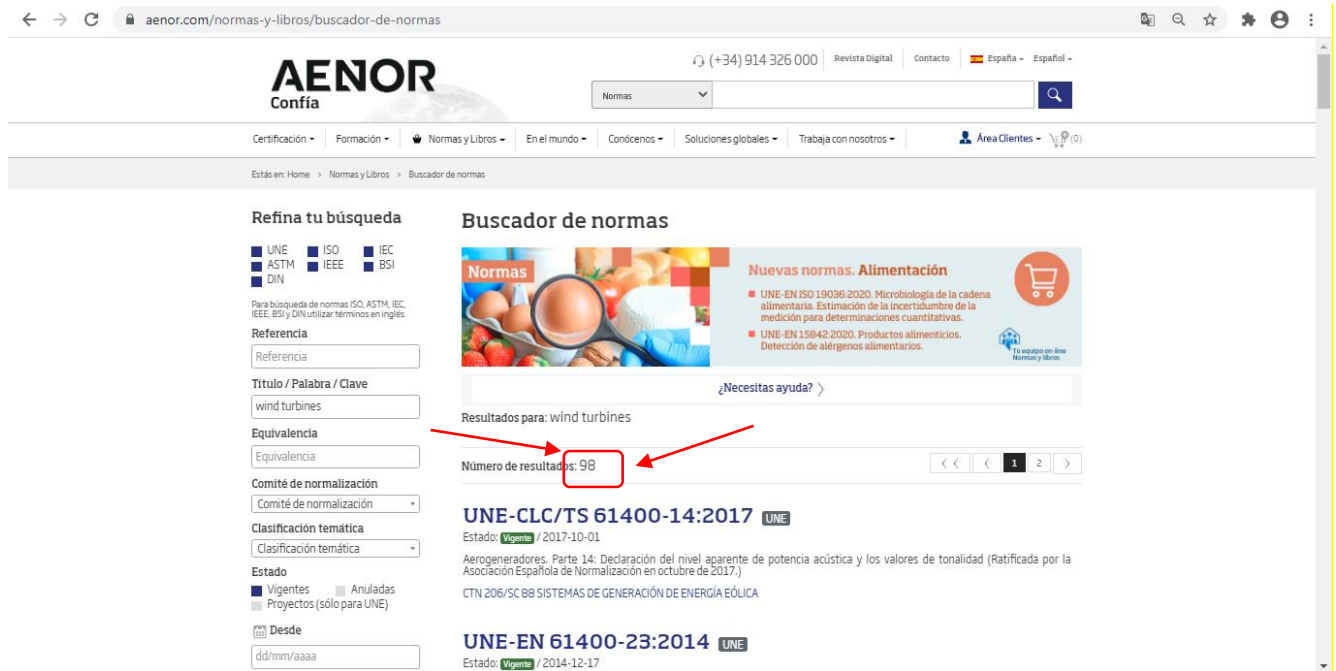 aenor.com/normas-y-libros/buscador-de-normas
AENOR
Confía
(+34) 914 326 000 Revista Digital Contacto España Español
Normas
Certificación Formación Normas y Libros En el mundo Conócenos Soluciones globales Trabaja con nosotros Área Clientes (0)
Estás en: Home > Normas y Libros > Buscador de normas
Refina tu búsqueda
UNE ISO IEC
ASTM IEEE BSI
DIN
Para búsqueda de normas ISO, ASTM, IEC,
IEEE, BSI y DIN utilizar términos en inglés
Referencia
Referencia
Título / Palabra / Clave
wind turbines
Equivalencia
Equivalencia
Comité de normalización
Comité de normalización
Clasificación temática
Clasificación temática
Estado
Vigentes Anuladas
Proyectos (sólo para UNE)
Desde
dd/mm/aaaa
Buscador de normas
Normas
Nuevas normas. Alimentación
UNE-EN ISO 19036:2020. Microbiología de la cadena
alimentaria. Estimación de la incertidumbre de la
medición para determinaciones cuantitativas.
UNE-EN 15842:2020. Productos alimenticios.
Detección de alérgenos alimentarios.
Tu equipo on-line
Normas y libros
¿Necesitas ayuda? >
Resultados para: wind turbines
Número de resultados: 98
<< < 1 2 >
UNE-CLC/TS 61400-14:2017 UNE
Estado: Vigente / 2017-10-01
Aerogeneradores. Parte 14: Declaración del nivel aparente de potencia acústica y los valores de tonalidad (Ratificada por la
Asociación Española de Normalización en octubre de 2017.)
CTN 206/SC 88 SISTEMAS DE GENERACIÓN DE ENERGÍA EÓLICA
UNE-EN 61400-23:2014 UNE
Estado: Vigente / 2014-12-17